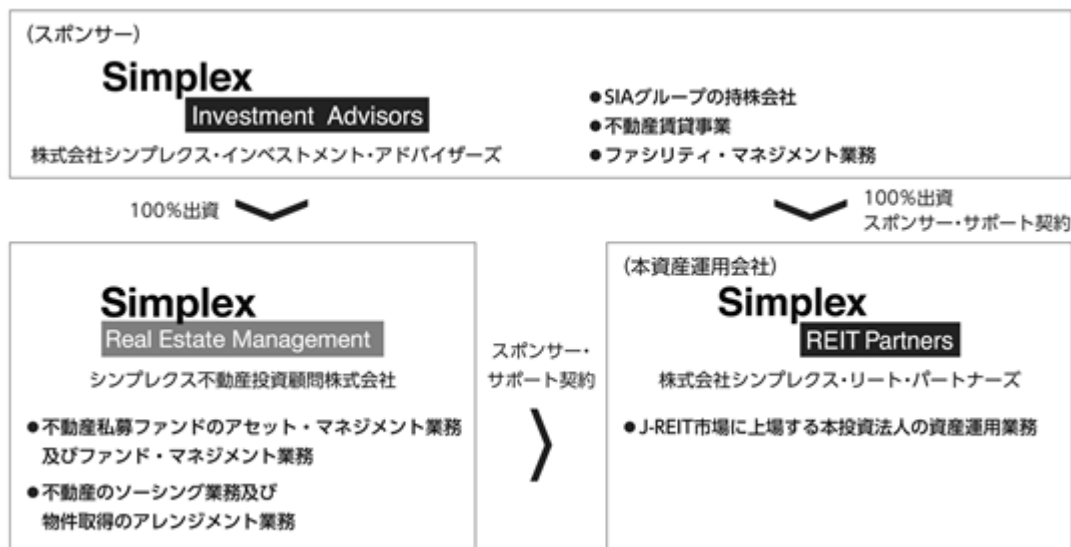 （スポンサー）
Simplex
Investment Advisors
株式会社シンプレクス・インベストメント・アドバイザーズ
●SIAグループの持株会社
●不動産賃貸事業
●ファシリティ・マネジメント業務
100%出資
100%出資
スポンサー・サポート契約
Simplex
Real Estate Management
シンプレクス不動産投資顧問株式会社
●不動産私募ファンドのアセット・マネジメント業務
及びファンド・マネジメント業務
●不動産のソーシング業務及び
物件取得のアレンジメント業務
スポンサー・
サポート契約
（本資産運用会社）
Simplex
REIT Partners
株式会社シンプレクス・リート・パートナーズ
●J-REIT市場に上場する本投資法人の資産運用業務